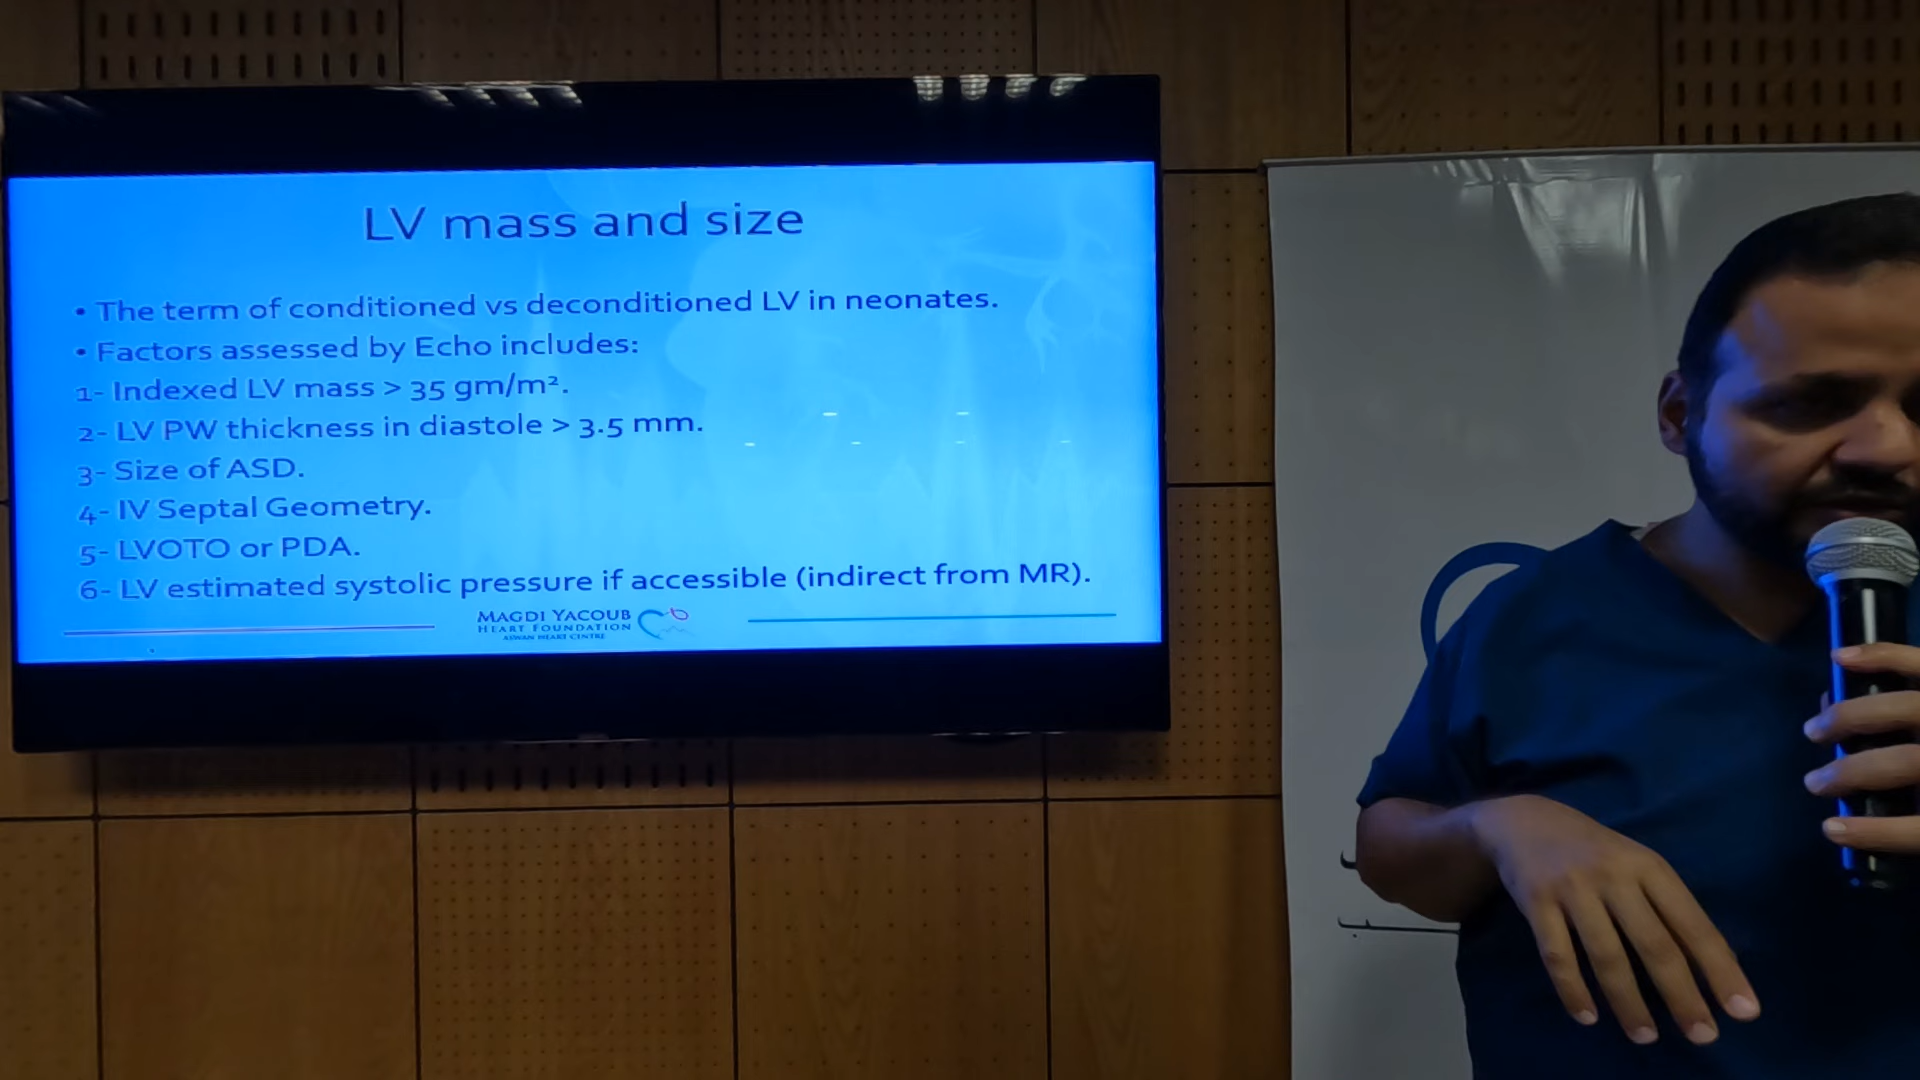 LV mass and size
• The term of conditioned vs deconditioned LV in neonates.
• Factors assessed by Echo includes:
1- Indexed LV mass > 35 gm/m².
2- LV PW thickness in diastole > 3.5 mm.
3- Size of ASD.
4- IV Septal Geometry.
5- LVOTO or PDA.
6- LV estimated systolic pressure if accessible (indirect from MR).
MAGDI YACOUB
HEART FOUNDATION
ASWAN HEART CENTRE